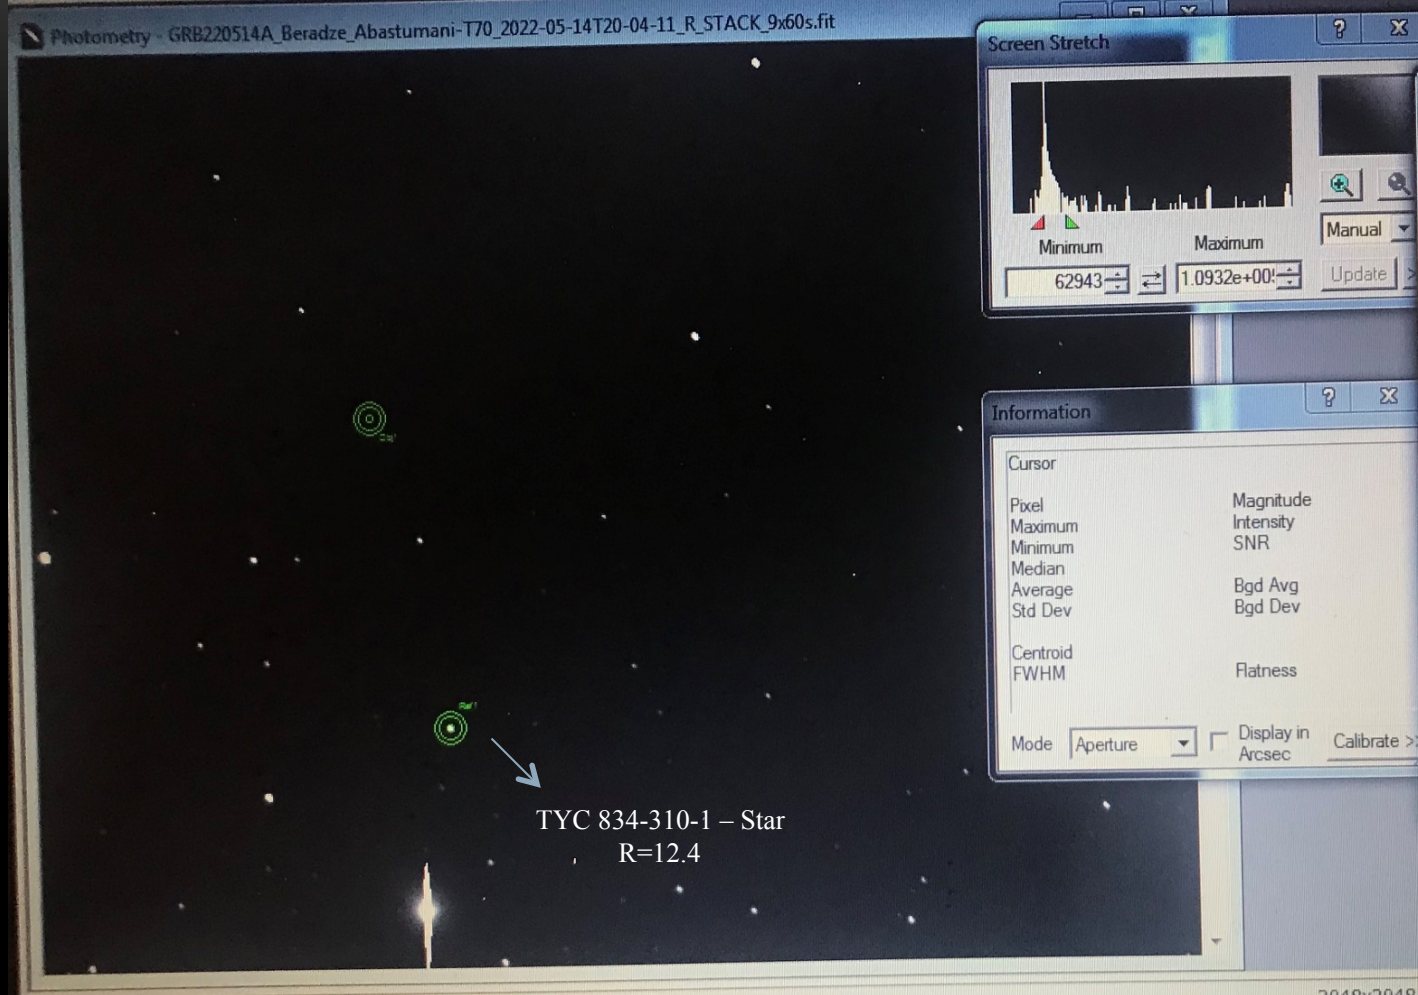 Photometry - GRB220514A_Beradze_Abastumani-T70_2022-05-14T20-04-11_R_STACK_9x60s.fit
Screen Stretch
Minimum
Maximum
Manual
62943
1.0932e+00
Update
Information
Cursor
Pixel
Magnitude
Maximum
Intensity
Minimum
SNR
Median
Average
Bgd Avg
Std Dev
Bgd Dev
Centroid
FWHM
Flatness
Mode
Aperture
Display in
Arcsec
Calibrate >
Ref1
TYC 834-310-1 – Star
R=12.4